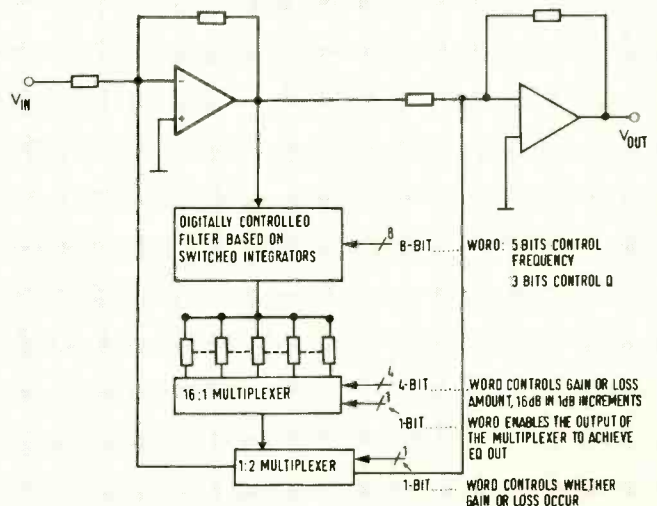 VIN
-
+
VOUT
DIGITALLY CONTROLLED
FILTER BASED ON
SWITCHED INTEGRATORS
8
8-BIT...... WORD: 5 BITS CONTROL
FREQUENCY
3 BITS CONTROL Q
16:1 MULTIPLEXER
4
4-BIT...... WORD CONTROLS GAIN OR LOSS
AMOUNT, 16dB IN 1dB INCREMENTS
1
1-BIT...... WORD ENABLES THE OUTPUT OF
THE MULTIPLEXER TO ACHIEVE
EQ OUT
1:2 MULTIPLEXER
1
1-BIT...... WORD CONTROLS WHETHER
GAIN OR LOSS OCCUR